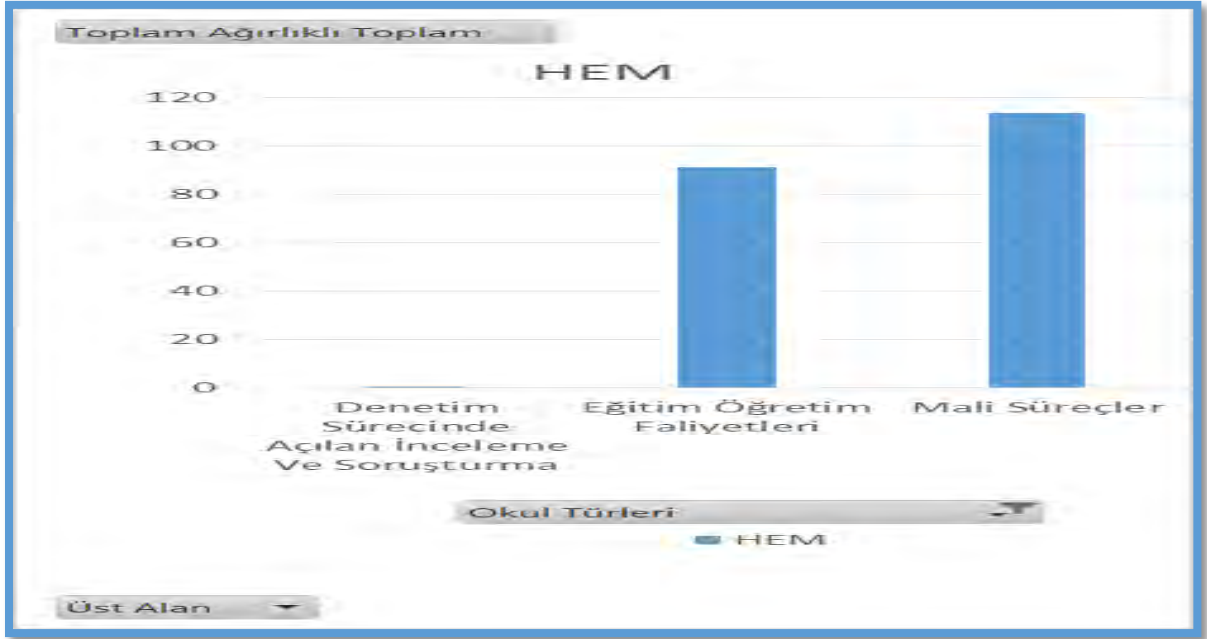 Toplam Ağırlıklı Toplam
HEM
120
100
80
60
40
20
0
Denetim
Sürecinde
Açılan İnceleme
Ve Soruşturma
Eğitim Öğretim
Faliyetleri
Mali Süreçler
Okul Türleri
HEM
Üst Alan